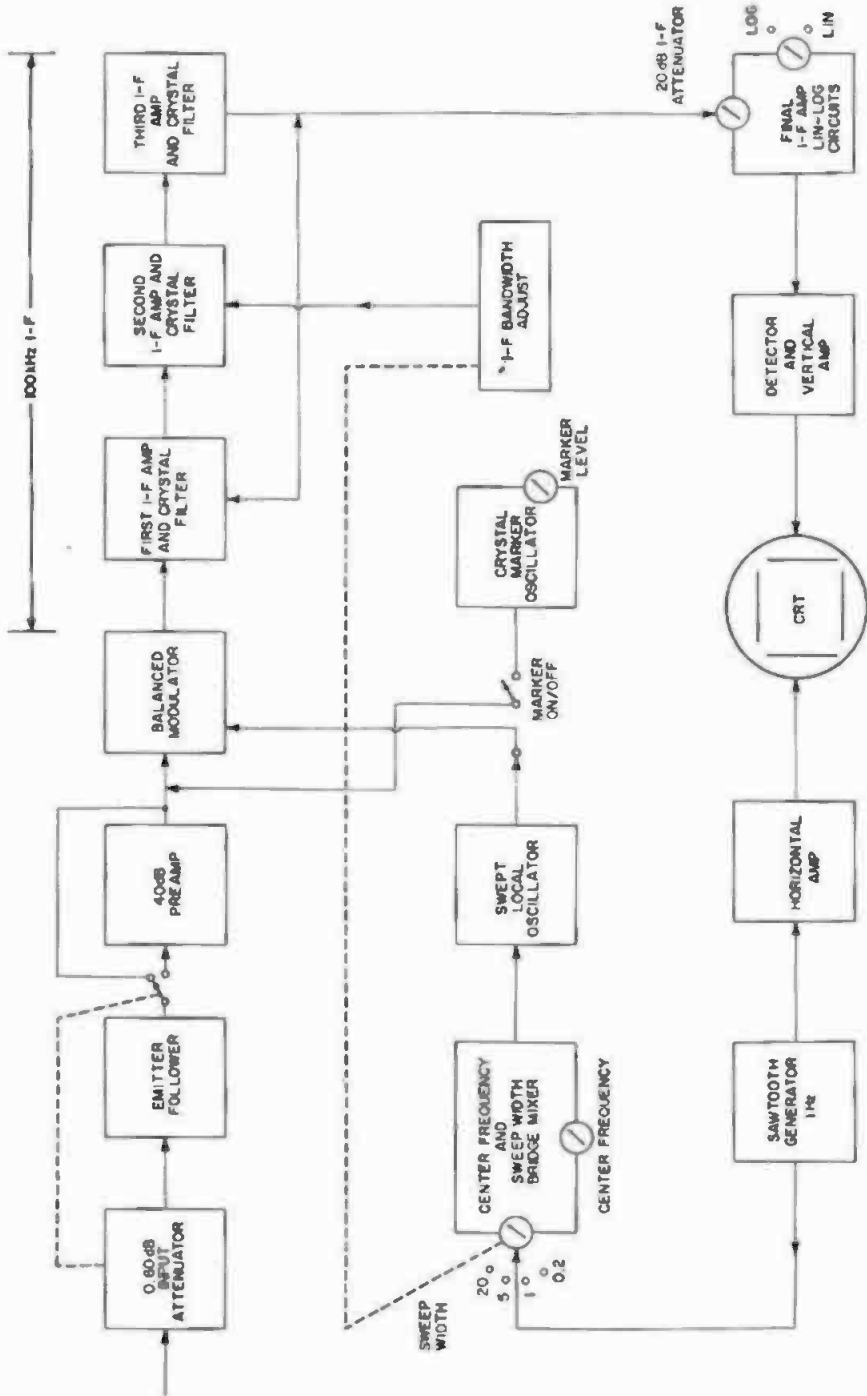 100kHz I-F
0.80dB
INPUT
ATTENUATOR
EMITTER
FOLLOWER
40dB
PREAMP
BALANCED
MODULATOR
FIRST I-F AMP
AND CRYSTAL
FILTER
SECOND
I-F AMP AND
CRYSTAL
FILTER
THIRD I-F
AMP
AND CRYSTAL
FILTER
SWEEP
WIDTH
20
5
1
0.2
CENTER FREQUENCY
AND
SWEEP WIDTH
BRIDGE MIXER
CENTER FREQUENCY
SWEPT
LOCAL
OSCILLATOR
MARKER
ON/OFF
CRYSTAL
MARKER
OSCILLATOR
MARKER
LEVEL
I-F BANDWIDTH
ADJUST
20dB I-F
ATTENUATOR
SAWTOOTH
GENERATOR
1Hz
HORIZONTAL
AMP
CRT
DETECTOR
AND
VERTICAL
AMP
FINAL
I-F AMP
LIN-LOG
CIRCUITS
LOG
LIN